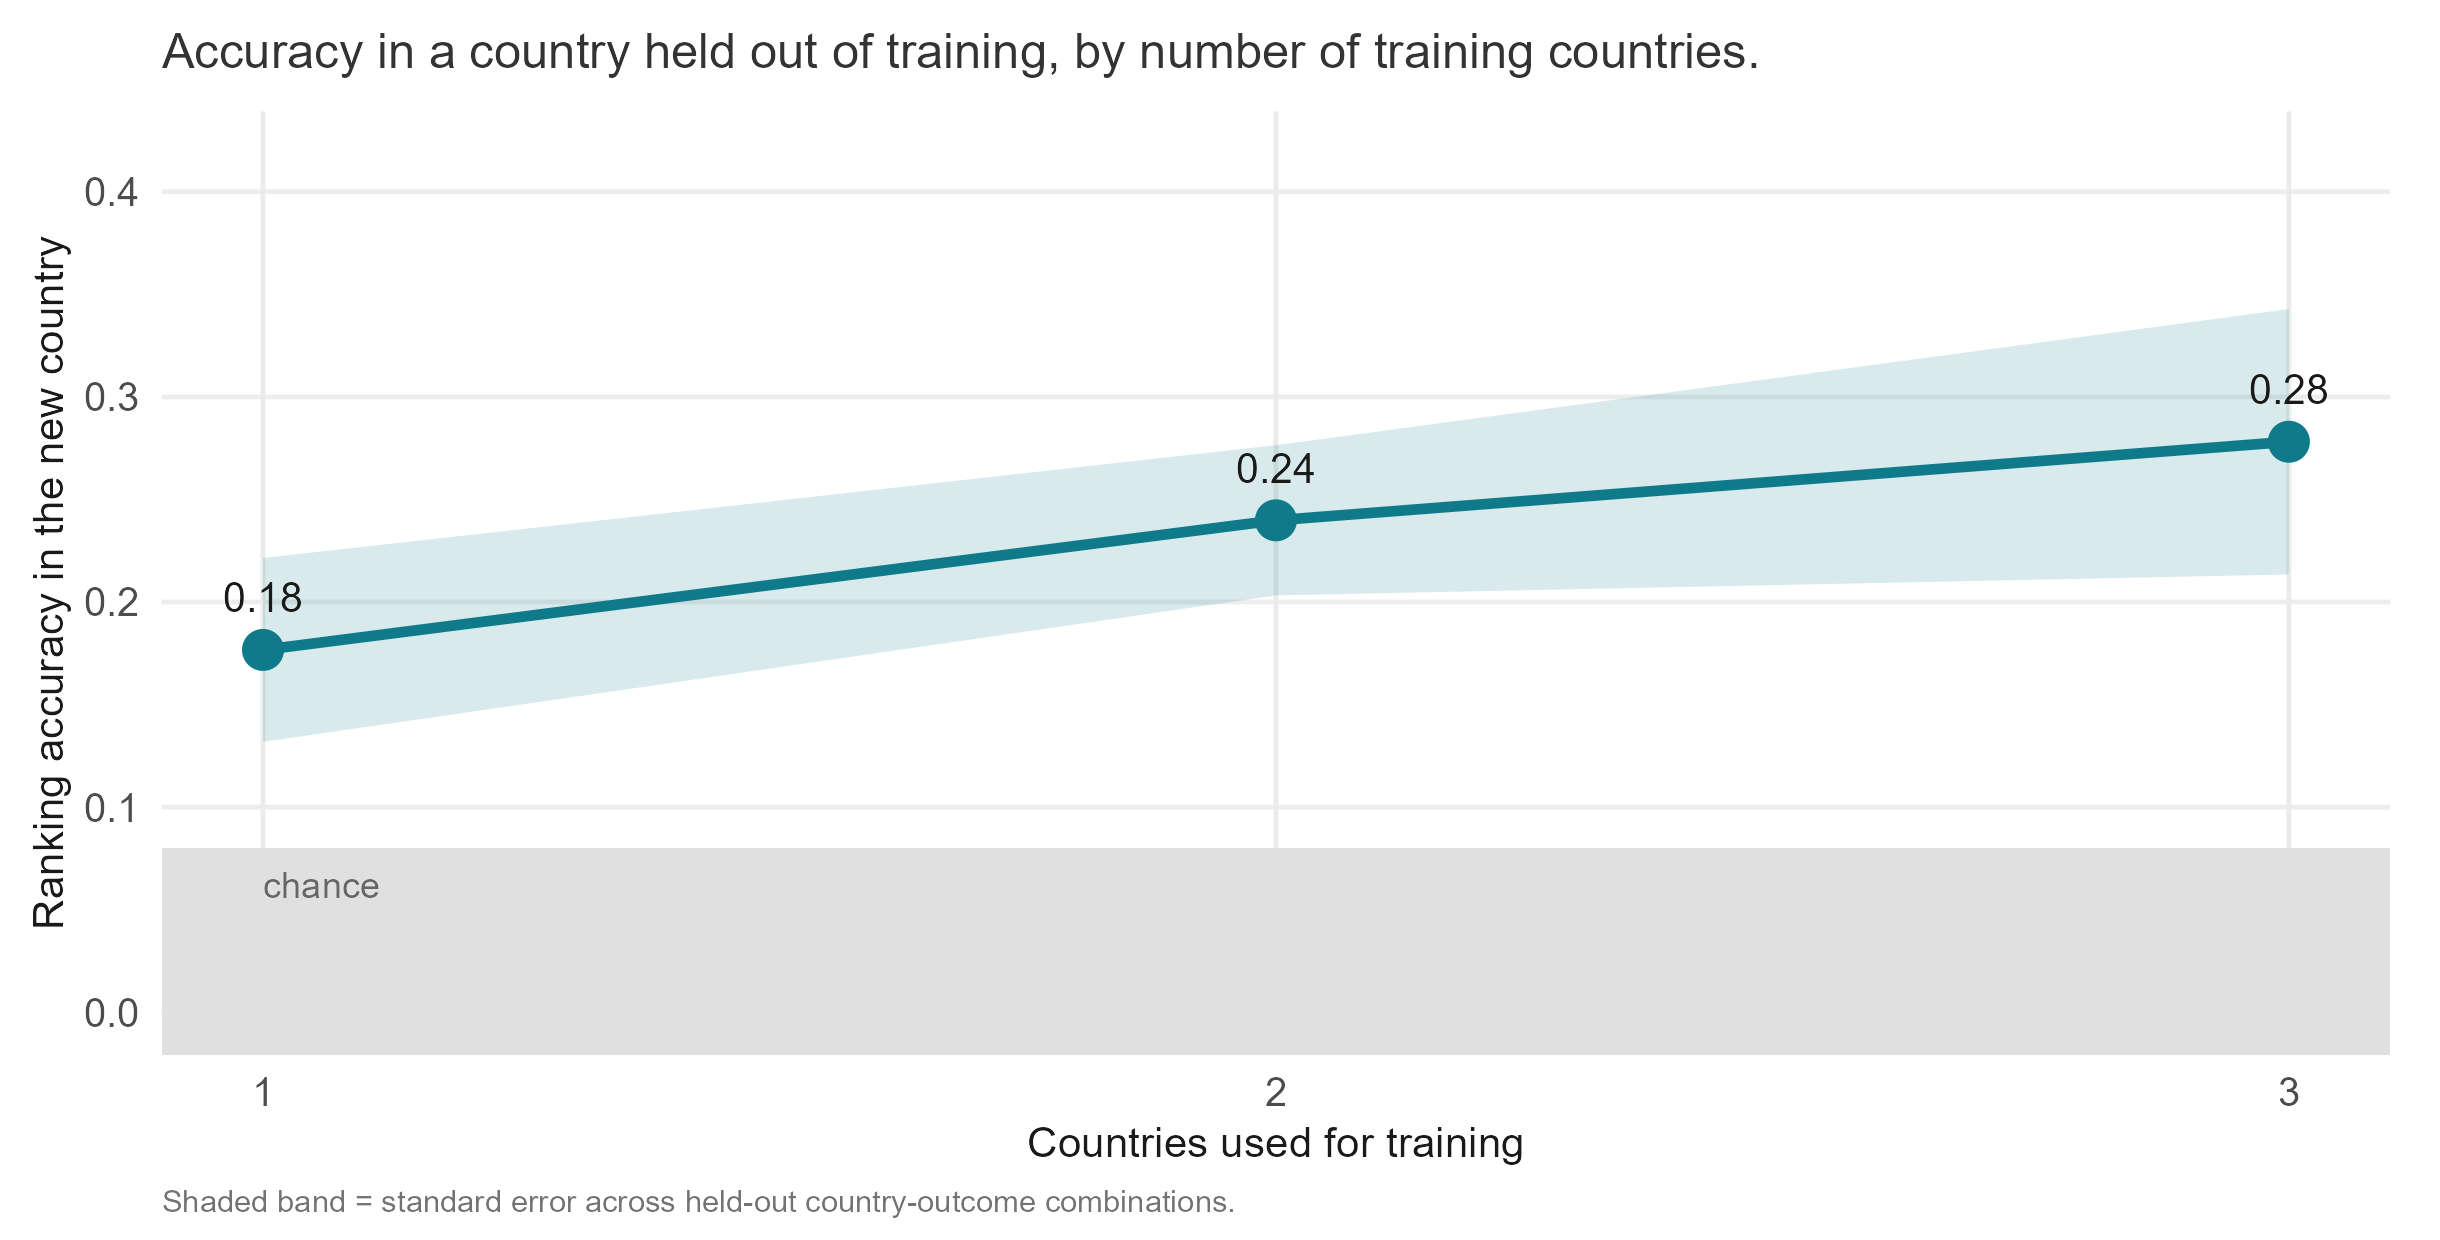 Accuracy in a country held out of training, by number of training countries.
Ranking accuracy in the new country
0.4
0.3
0.2
0.1
0.0
0.18
0.24
0.28
chance
1
2
3
Countries used for training
Shaded band = standard error across held-out country-outcome combinations.